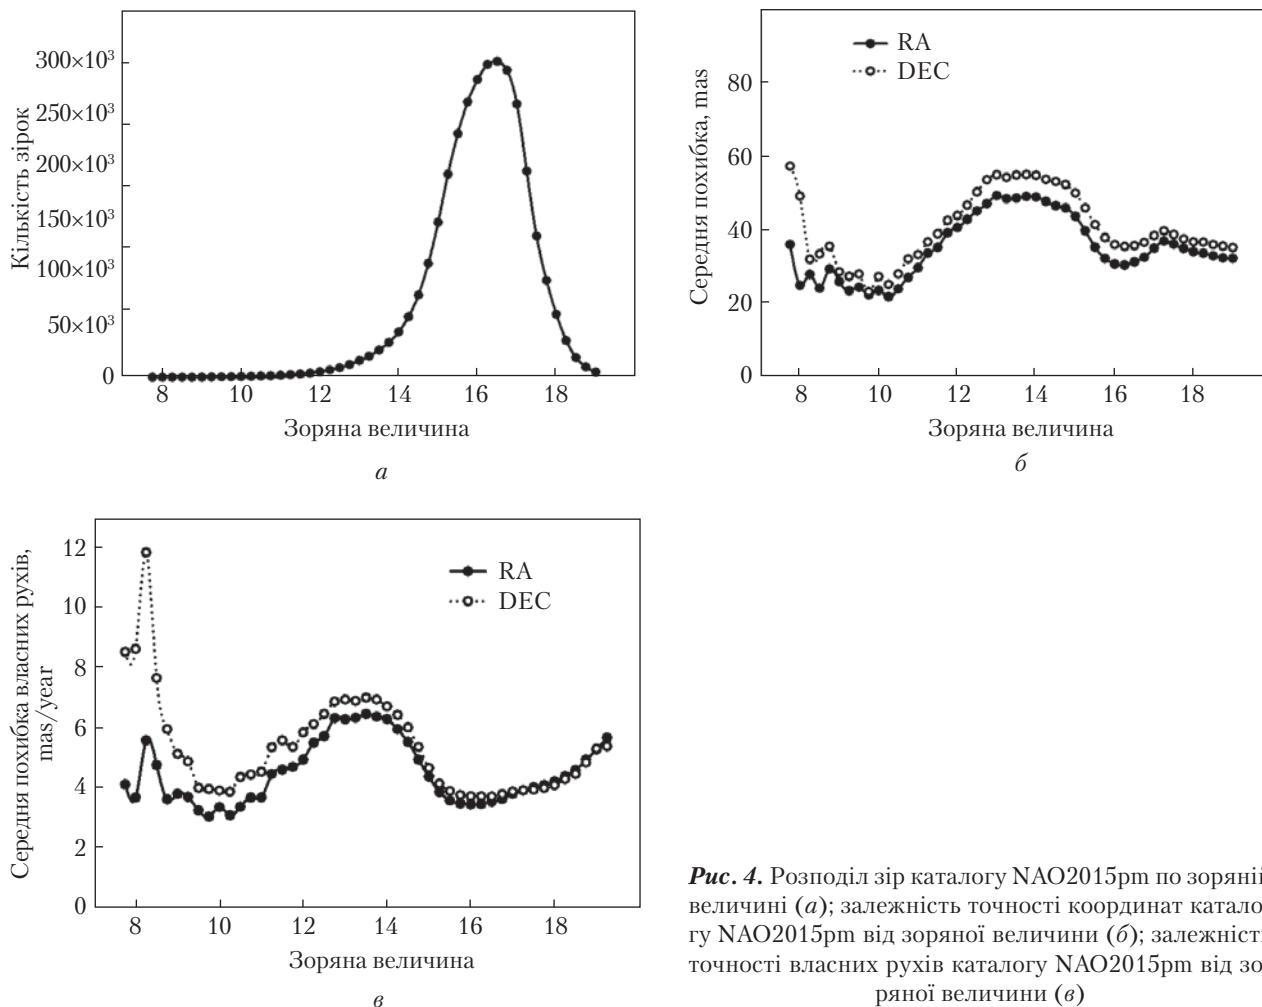 Кількість зірок
300×10³
250×10³
200×10³
150×10³
100×10³
50×10³
0
8 10 12 14 16 18
Зоряна величина
а
Середня похибка, mas
80
60
40
20
0
RA
DEC
8 10 12 14 16 18
Зоряна величина
б
Середня похибка власних рухів,
mas/year
12
10
8
6
4
2
0
RA
DEC
8 10 12 14 16 18
Зоряна величина
в
Рис. 4. Розподіл зір каталогу NAO2015pm по зоряній
величині (а); залежність точності координат катало
гу NAO2015pm від зоряної величини (б); залежність
точності власних рухів каталогу NAO2015pm від зо
ряної величини (в)